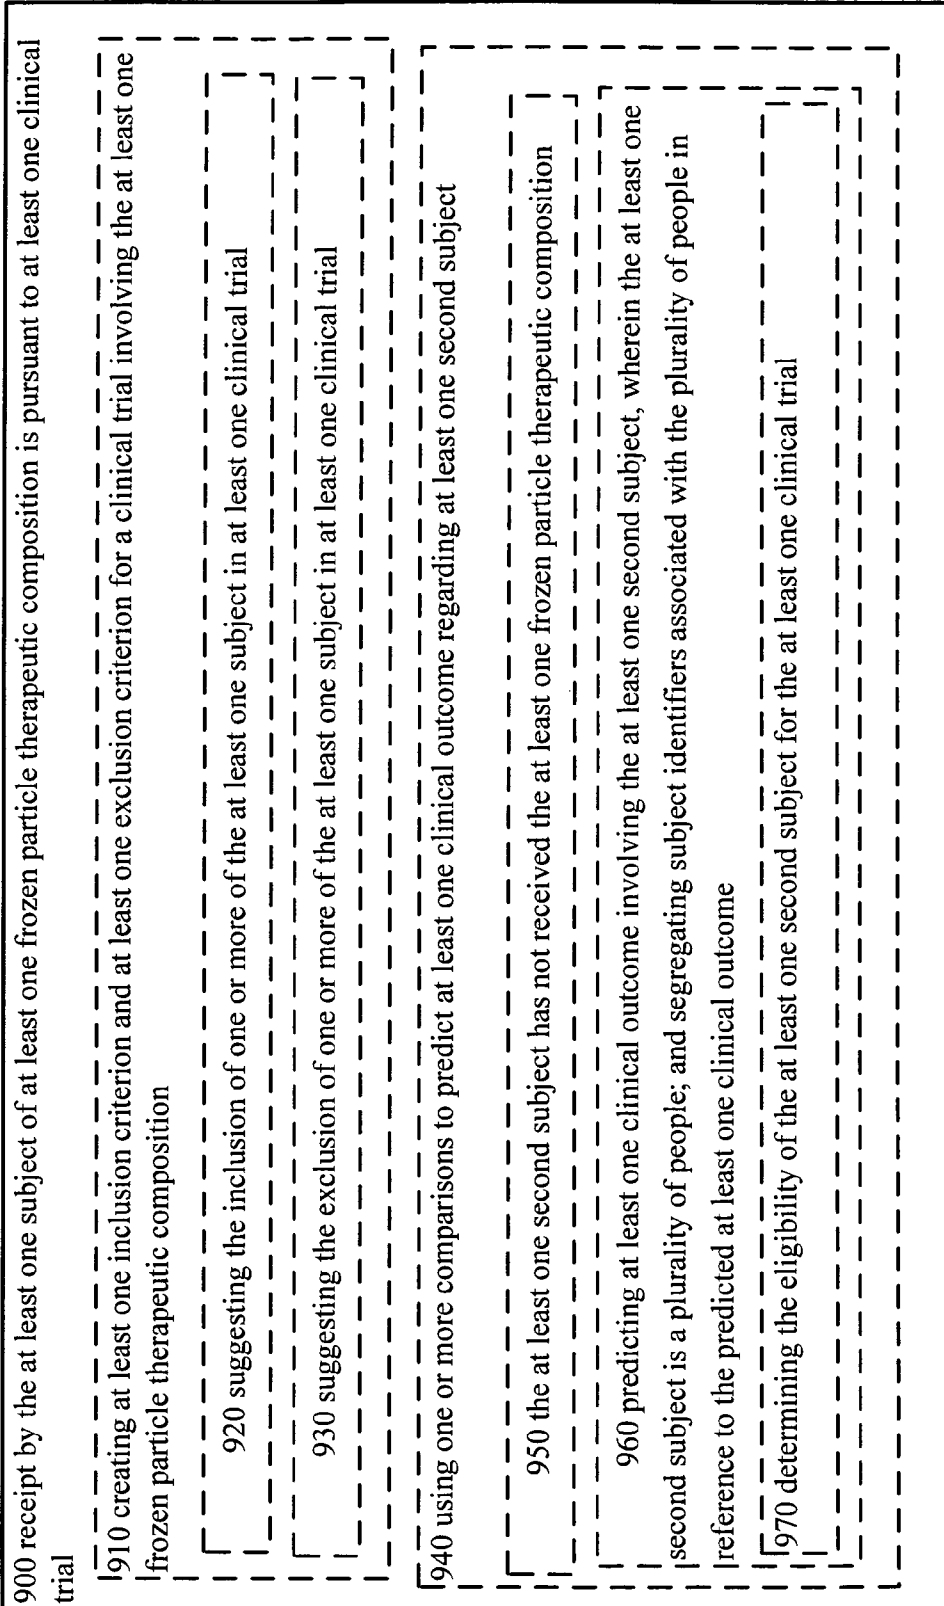 900 receipt by the at least one subject of at least one frozen particle therapeutic composition is pursuant to at least one clinical
trial
910 creating at least one inclusion criterion and at least one exclusion criterion for a clinical trial involving the at least one
frozen particle therapeutic composition
920 suggesting the inclusion of one or more of the at least one subject in at least one clinical trial
930 suggesting the exclusion of one or more of the at least one subject in at least one clinical trial
940 using one or more comparisons to predict at least one clinical outcome regarding at least one second subject
950 the at least one second subject has not received the at least one frozen particle therapeutic composition
960 predicting at least one clinical outcome involving the at least one second subject, wherein the at least one
second subject is a plurality of people; and segregating subject identifiers associated with the plurality of people in
reference to the predicted at least one clinical outcome
970 determining the eligibility of the at least one second subject for the at least one clinical trial